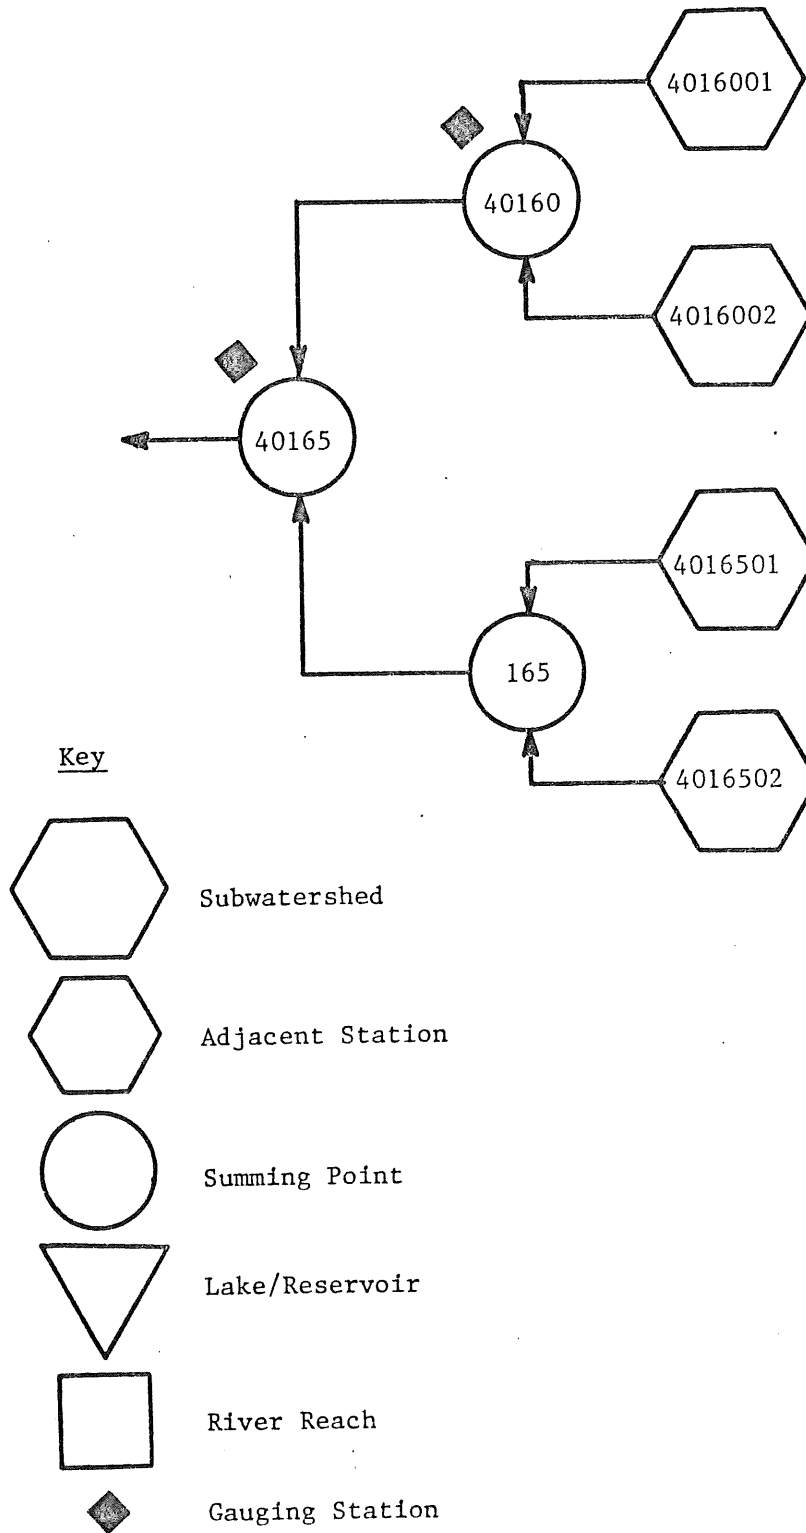 4016001
40160
4016002
40165
4016501
165
4016502
Key
Subwatershed
Adjacent Station
Summing Point
Lake/Reservoir
River Reach
Gauging Station